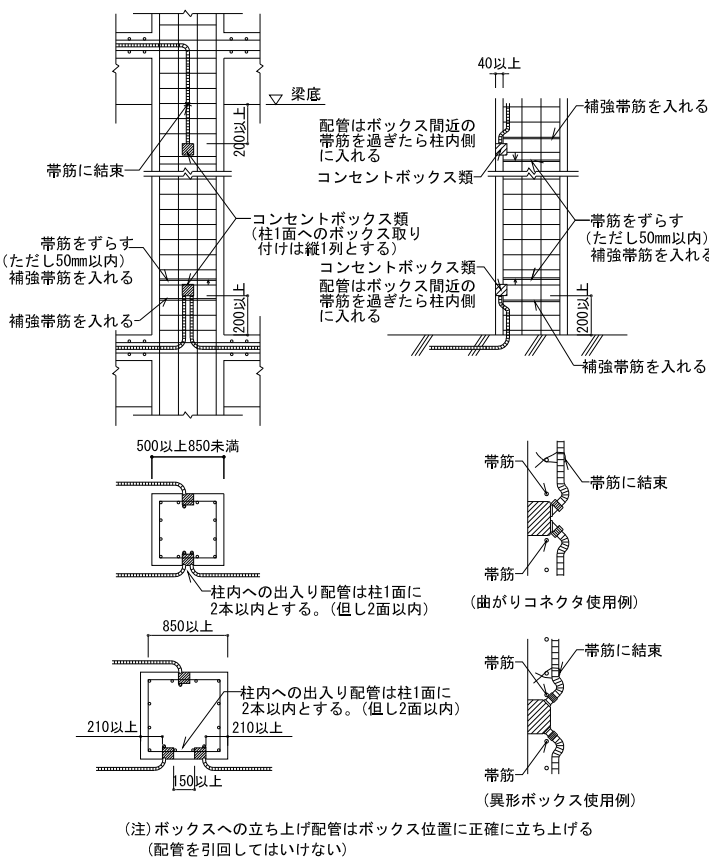 梁底
200以上
帯筋に結束
コンセントボックス類
(柱1面へのボックス取り
付けは縦1列とする)
帯筋をずらす
(ただし50mm以内)
補強帯筋を入れる
補強帯筋を入れる
200以上
40以上
補強帯筋を入れる
配管はボックス間近の
帯筋を過ぎたら柱内側
に入れる
コンセントボックス類
帯筋をずらす
(ただし50mm以内)
補強帯筋を入れる
コンセントボックス類
配管はボックス間近の
帯筋を過ぎたら柱内側
に入れる
200以上
補強帯筋を入れる
500以上850未満
柱内への出入り配管は柱1面に
2本以内とする。(但し2面以内)
帯筋
帯筋に結束
帯筋
(曲がりコネクタ使用例)
850以上
柱内への出入り配管は柱1面に
2本以内とする。(但し2面以内)
210以上
210以上
150以上
帯筋
帯筋に結束
帯筋
(異形ボックス使用例)
(注)ボックスへの立ち上げ配管はボックス位置に正確に立ち上げる
(配管を引回してはいけない)